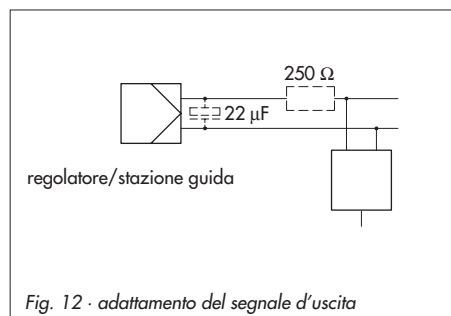 250 Ω
22 µF
regolatore/stazione guida
Fig. 12 · adattamento del segnale d'uscita